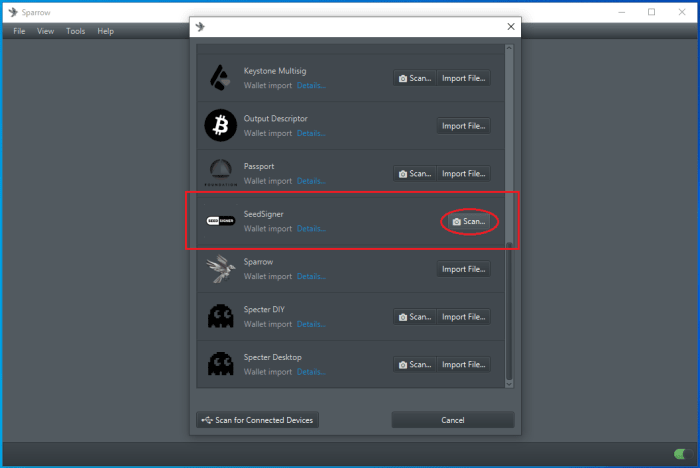 Sparrow
File View Tools Help
Keystone Multisig
Wallet import Details...
Scan... Import File...
Output Descriptor
Wallet import Details...
Import File...
Passport
Wallet import Details...
Scan... Import File...
FOUNDATION
SeedSigner
Wallet import Details...
Scan...
SEED SIGNER
Sparrow
Wallet import Details...
Import File...
Specter DIY
Wallet import Details...
Scan... Import File...
Specter Desktop
Wallet import Details...
Scan... Import File...
Scan for Connected Devices
Cancel